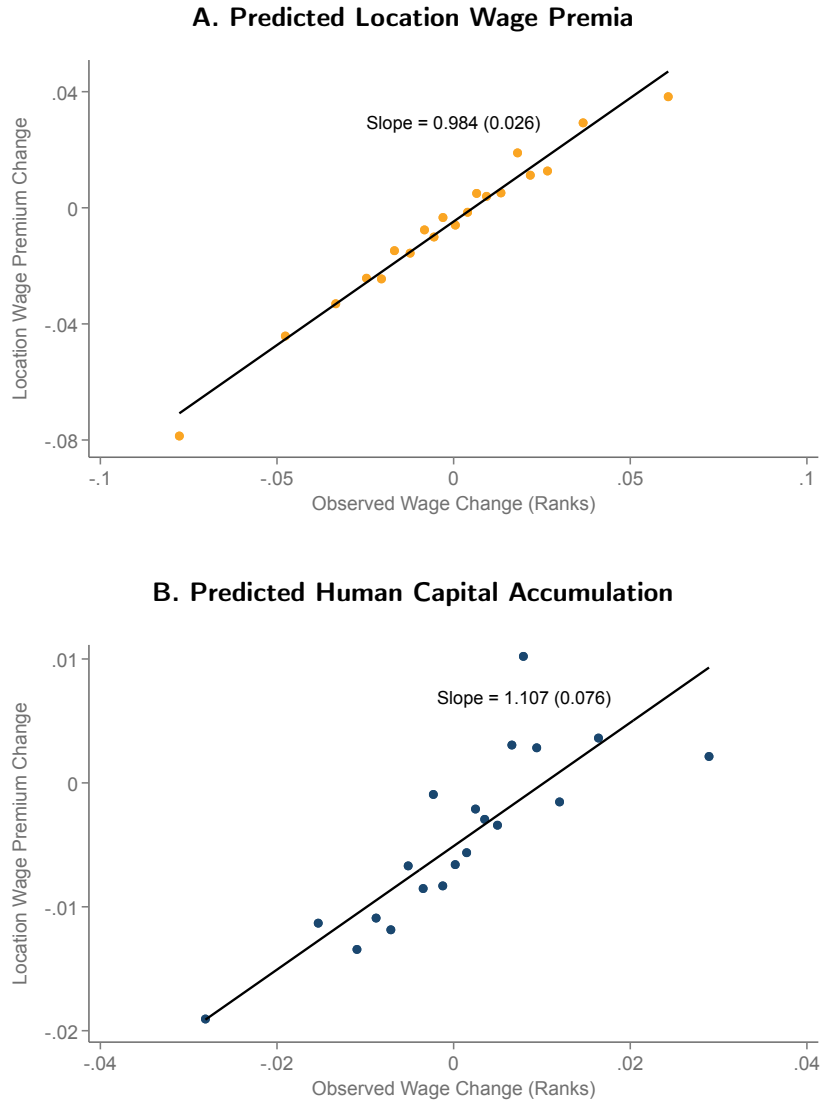 A. Predicted Location Wage Premia
Location Wage Premium Change
.04
0
-.04
-.08
Slope = 0.984 (0.026)
-.1
-.05
0
.05
.1
Observed Wage Change (Ranks)
B. Predicted Human Capital Accumulation
Location Wage Premium Change
.01
0
-.01
-.02
Slope = 1.107 (0.076)
-.04
-.02
0
.02
.04
Observed Wage Change (Ranks)